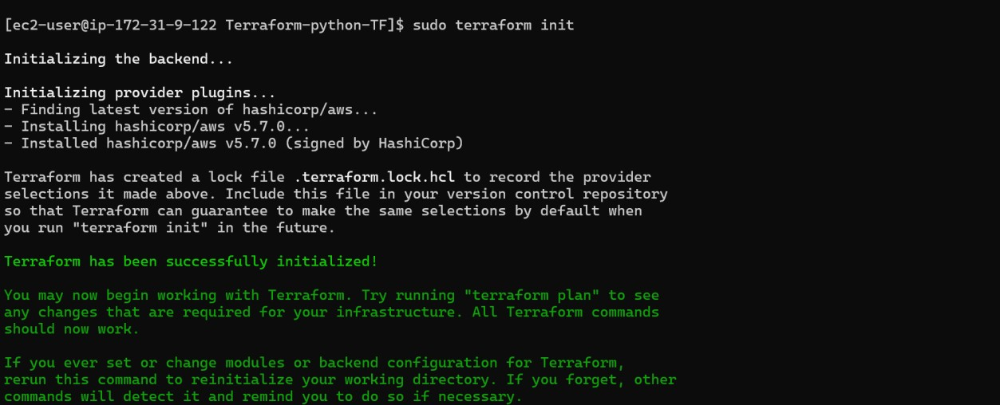 [ec2-user@ip-172-31-9-122 Terraform-python-TF]$ sudo terraform init
Initializing the backend...
Initializing provider plugins...
- Finding latest version of hashicorp/aws...
- Installing hashicorp/aws v5.7.0...
- Installed hashicorp/aws v5.7.0 (signed by HashiCorp)
Terraform has created a lock file .terraform.lock.hcl to record the provider
selections it made above. Include this file in your version control repository
so that Terraform can guarantee to make the same selections by default when
you run "terraform init" in the future.
Terraform has been successfully initialized!
You may now begin working with Terraform. Try running "terraform plan" to see
any changes that are required for your infrastructure. All Terraform commands
should now work.
If you ever set or change modules or backend configuration for Terraform,
rerun this command to reinitialize your working directory. If you forget, other
commands will detect it and remind you to do so if necessary.